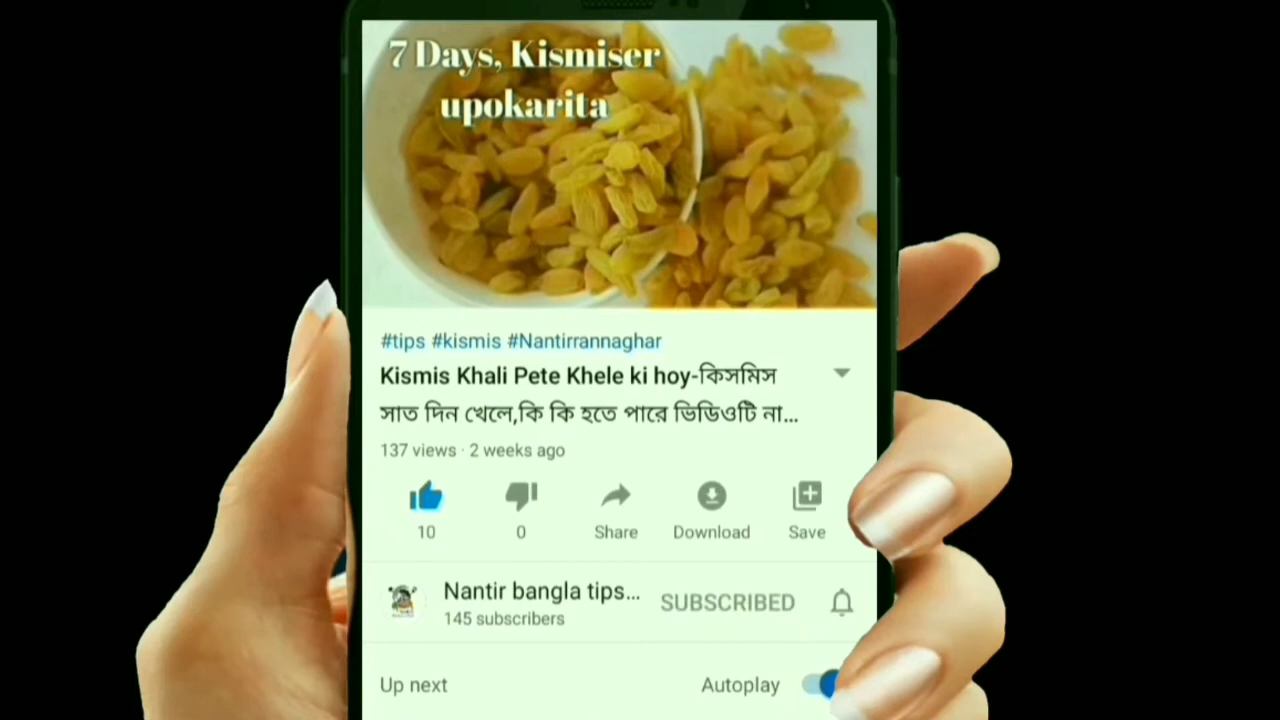 7 Days, Kismiser
upokarita
#tips #kismis #Nantirrannaghar
Kismis Khali Pete Khele ki hoy-কিসমিস
সাত দিন খেলে,কি কি হতে পারে ভিডিওটি না...
137 views · 2 weeks ago
10
0
Share
Download
Save
Nantir bangla tips...
SUBSCRIBED
145 subscribers
Up next
Autoplay